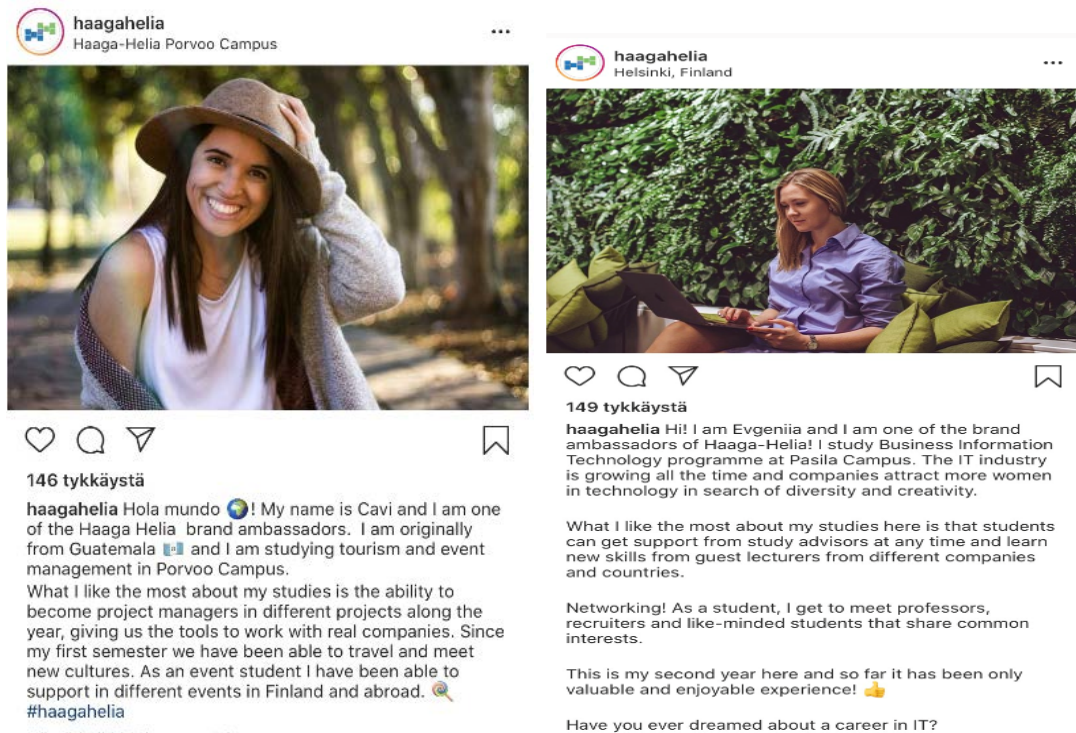 haagahelia
Haaga-Helia Porvoo Campus
146 tykkäystä
haagahelia Hola mundo 🌍! My name is Cavi and I am one
of the Haaga Helia  brand ambassadors.  I am originally
from Guatemala 🇬🇹 and I am studying tourism and event
management in Porvoo Campus.
What I like the most about my studies is the ability to
become project managers in different projects along the
year, giving us the tools to work with real companies. Since
my first semester we have been able to travel and meet
new cultures. As an event student I have been able to
support in different events in Finland and abroad. 🍭
#haagahelia
haagahelia
Helsinki, Finland
149 tykkäystä
haagahelia Hi! I am Evgeniia and I am one of the brand
ambassadors of Haaga-Helia! I study Business Information
Technology programme at Pasila Campus. The IT industry
is growing all the time and companies attract more women
in technology in search of diversity and creativity.
What I like the most about my studies here is that students
can get support from study advisors at any time and learn
new skills from guest lecturers from different companies
and countries.
Networking! As a student, I get to meet professors,
recruiters and like-minded students that share common
interests.
This is my second year here and so far it has been only
valuable and enjoyable experience! 👍
Have you ever dreamed about a career in IT?